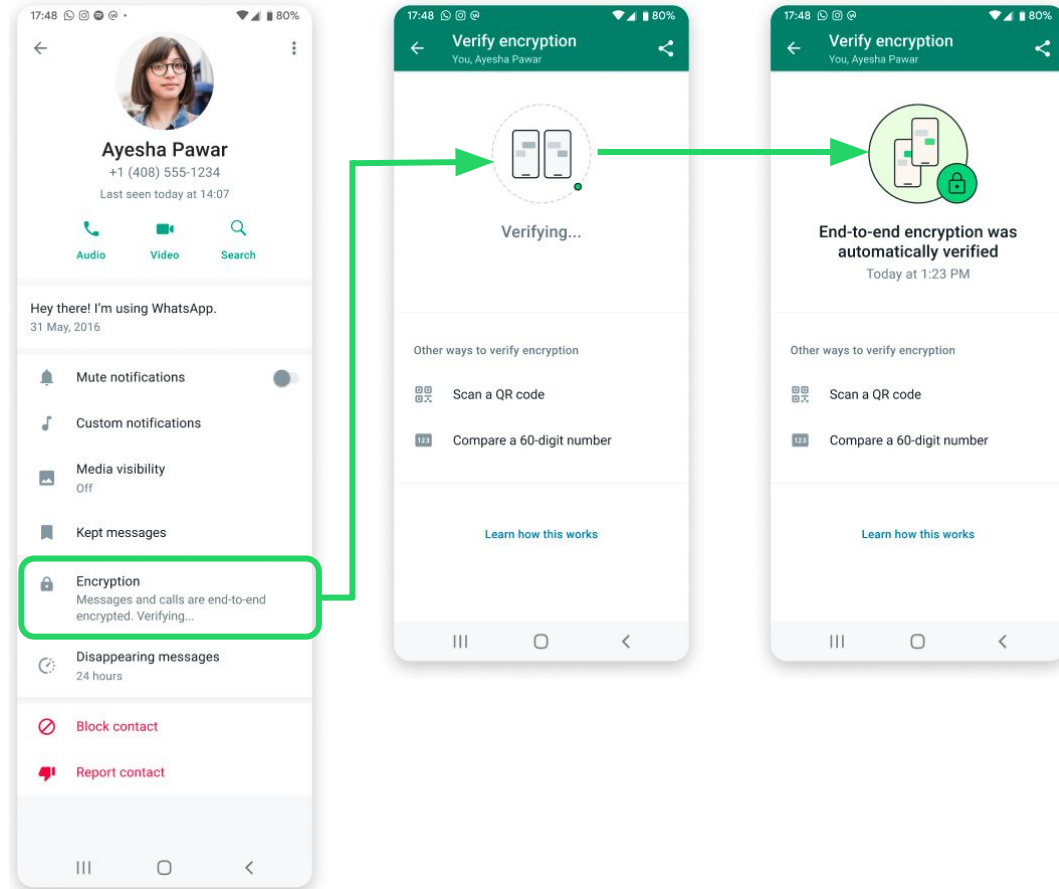 17:48
80%
Ayesha Pawar
+1 (408) 555-1234
Last seen today at 14:07
Audio Video Search
Hey there! I'm using WhatsApp.
31 May, 2016
Mute notifications
Custom notifications
Media visibility
Off
Kept messages
Encryption
Messages and calls are end-to-end
encrypted. Verifying...
Disappearing messages
24 hours
Block contact
Report contact
17:48
80%
Verify encryption
You, Ayesha Pawar
Verifying...
Other ways to verify encryption
Scan a QR code
123
Compare a 60-digit number
Learn how this works
17:48
80%
Verify encryption
You, Ayesha Pawar
End-to-end encryption was
automatically verified
Today at 1:23 PM
Other ways to verify encryption
Scan a QR code
123
Compare a 60-digit number
Learn how this works